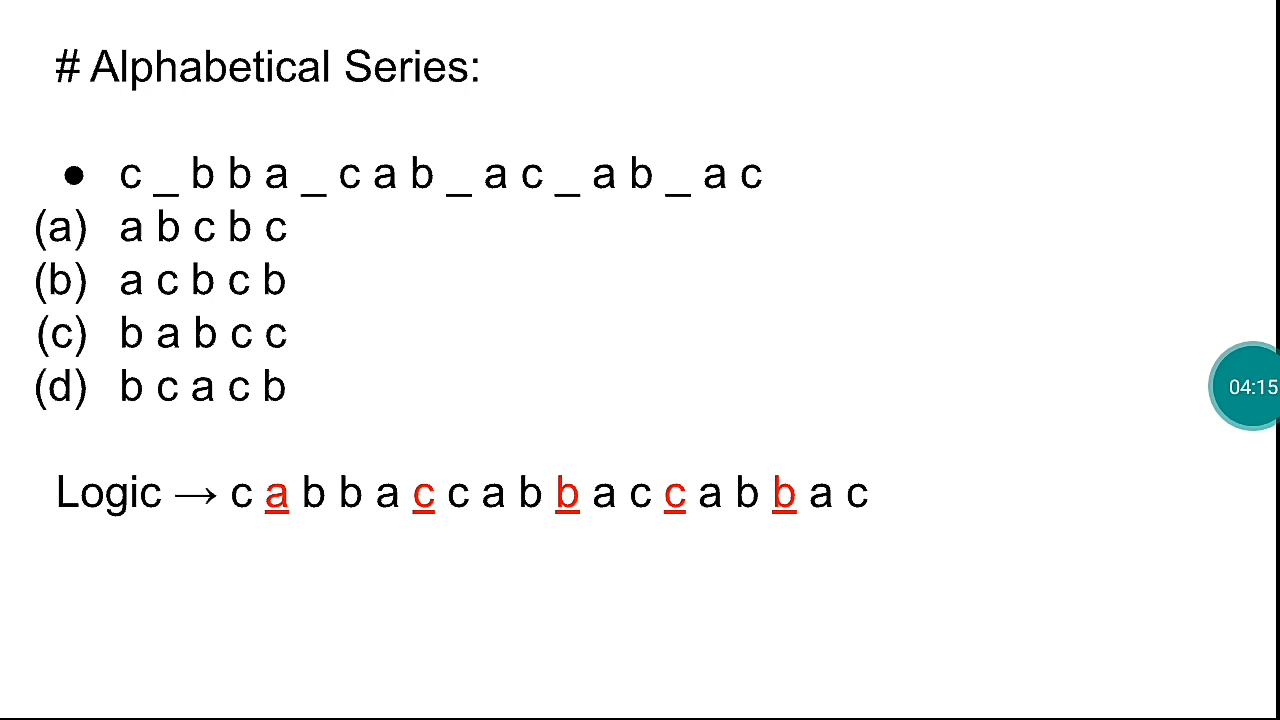 # Alphabetical Series:
● c _ b b a _ c a b _ a c _ a b _ a c
(a) a b c b c
(b) a c b c b
(c) b a b c c
(d) b c a c b
04:15
Logic → c a b b a c c a b b a c c a b b a c